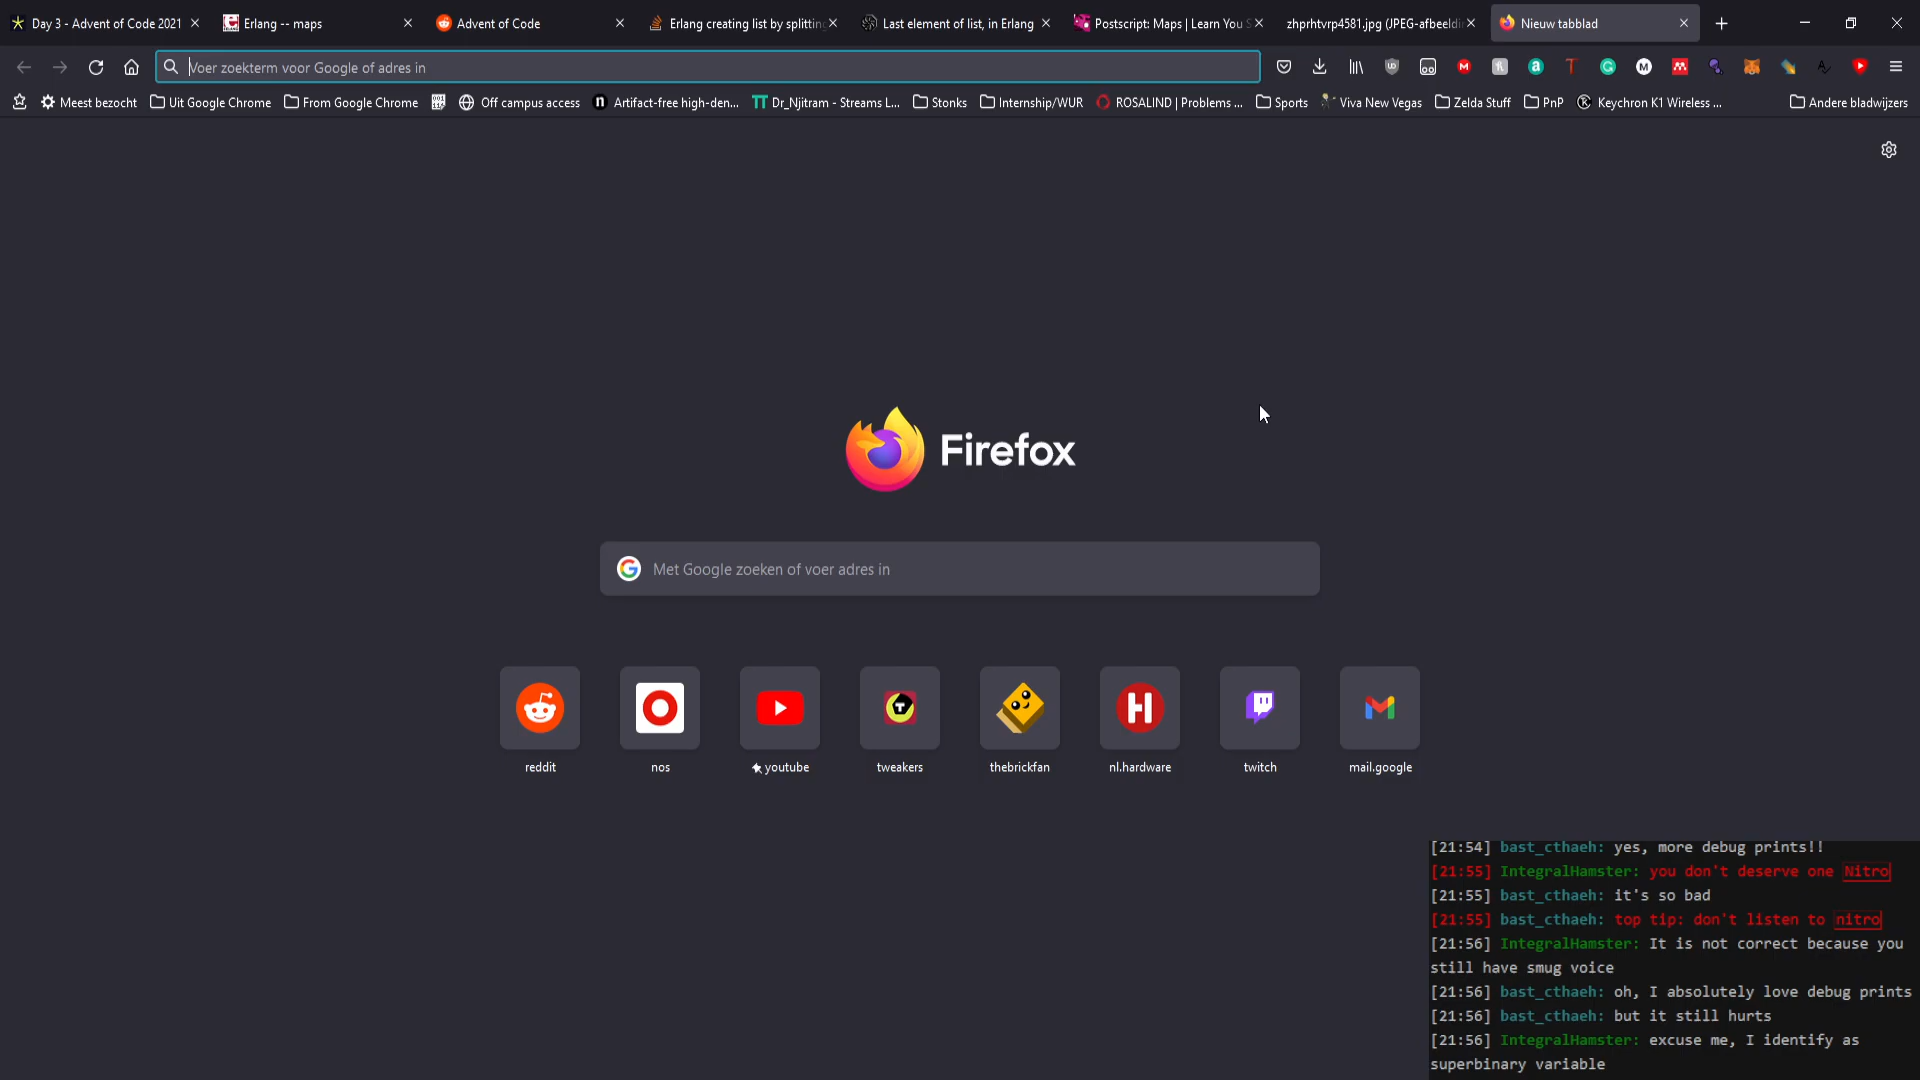 Day 3 - Advent of Code 2021
Erlang -- maps
Advent of Code
Erlang creating list by splitting
Last element of list, in Erlang
Postscript: Maps | Learn You S
zhprhtvrp4581.jpg (JPEG-afbeeldin
Nieuw tabblad
Voer zoekterm voor Google of adres in
Meest bezocht
Uit Google Chrome
From Google Chrome
Off campus access
Artifact-free high-den...
Dr_Njitram - Streams L...
Stonks
Internship/WUR
ROSALIND | Problems ...
Sports
Viva New Vegas
Zelda Stuff
PnP
Keychron K1 Wireless ...
Andere bladwijzers
Firefox
Met Google zoeken of voer adres in
reddit
nos
youtube
tweakers
thebrickfan
nl.hardware
twitch
mail.google
[21:54] bast_cthaeh: yes, more debug prints!!
[21:55] IntegralHamster: you don't deserve one Nitro
[21:55] bast_cthaeh: it's so bad
[21:55] bast_cthaeh: top tip: don't listen to nitro
[21:56] IntegralHamster: It is not correct because you
still have smug voice
[21:56] bast_cthaeh: oh, I absolutely love debug prints
[21:56] bast_cthaeh: but it still hurts
[21:56] IntegralHamster: excuse me, I identify as
superbinary variable